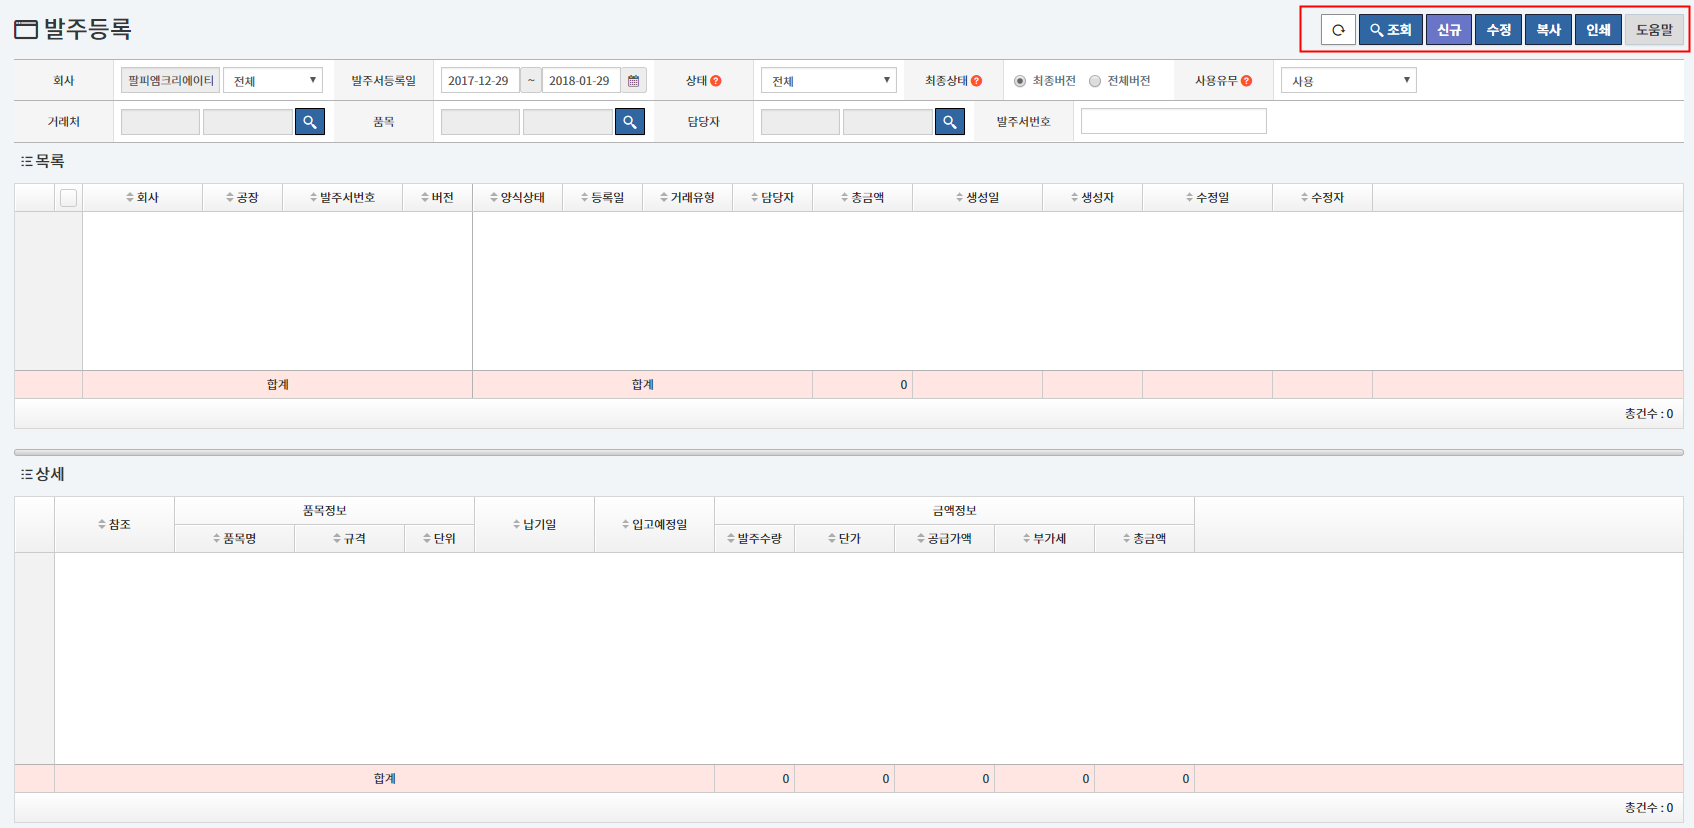 발주등록
조회 신규 수정 복사 인쇄 도움말
회사 팔피엠크리에이티 전체 발주서등록일 2017-12-29 ~ 2018-01-29 상태 ? 전체 최종상태 ? 최종버전 전체버전 사용유무 ? 사용
거래처 품목 담당자 발주서번호
목록
회사 공장 발주서번호 버전 양식상태 등록일 거래유형 담당자 총금액 생성일 생성자 수정일 수정자
합계 합계 0
총건수 : 0
상세
참조 품목정보 납기일 입고예정일 금액정보
품목명 규격 단위 발주수량 단가 공급가액 부가세 총금액
합계 0 0 0 0 0
총건수 : 0